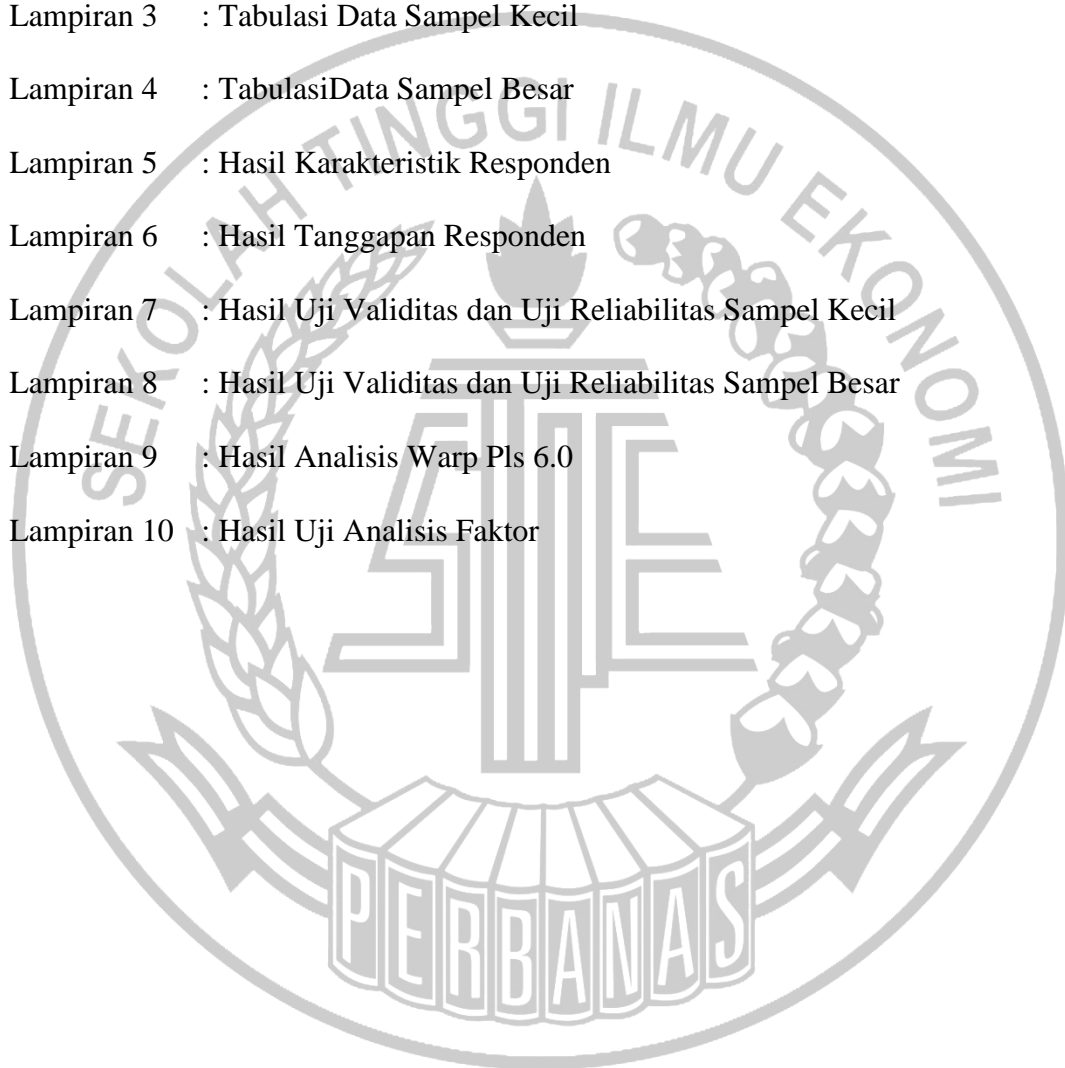 Lampiran 3 : Tabulasi Data Sampel Kecil
Lampiran 4 : TabulasiData Sampel Besar
Lampiran 5 : Hasil Karakteristik Responden
Lampiran 6 : Hasil Tanggapan Responden
Lampiran 7 : Hasil Uji Validitas dan Uji Reliabilitas Sampel Kecil
Lampiran 8 : Hasil Uji Validitas dan Uji Reliabilitas Sampel Besar
Lampiran 9 : Hasil Analisis Warp Pls 6.0
Lampiran 10 : Hasil Uji Analisis Faktor
SEKOLAH TINGGI ILMU EKONOMI
STIE
PERBANAS